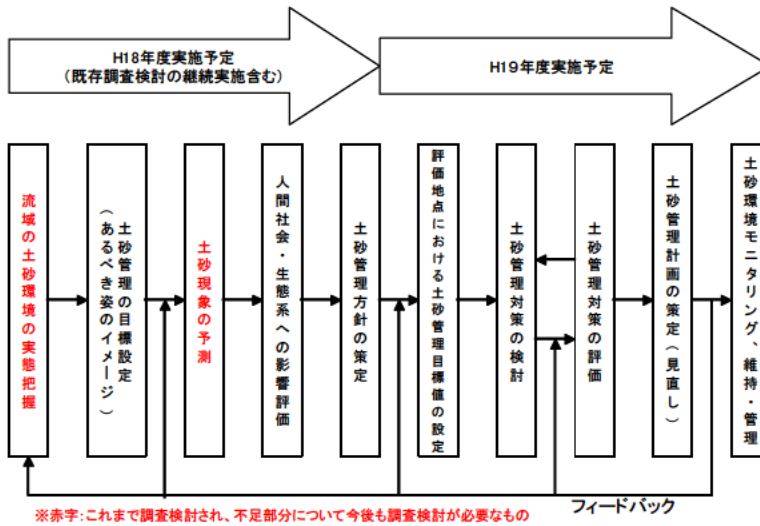 H18年度実施予定
（既存調査検討の継続実施含む）
H19年度実施予定
流域の土砂環境の実態把握
土砂管理の目標設定
（あるべき姿のイメージ）
土砂現象の予測
人間社会・生態系への影響評価
土砂管理方針の策定
評価地点における土砂管理目標値の設定
土砂管理対策の検討
土砂管理対策の評価
土砂管理計画の策定（見直し）
土砂環境モニタリング、維持・管理
フィードバック
※赤字：これまで調査検討され、不足部分について今後も調査検討が必要なもの